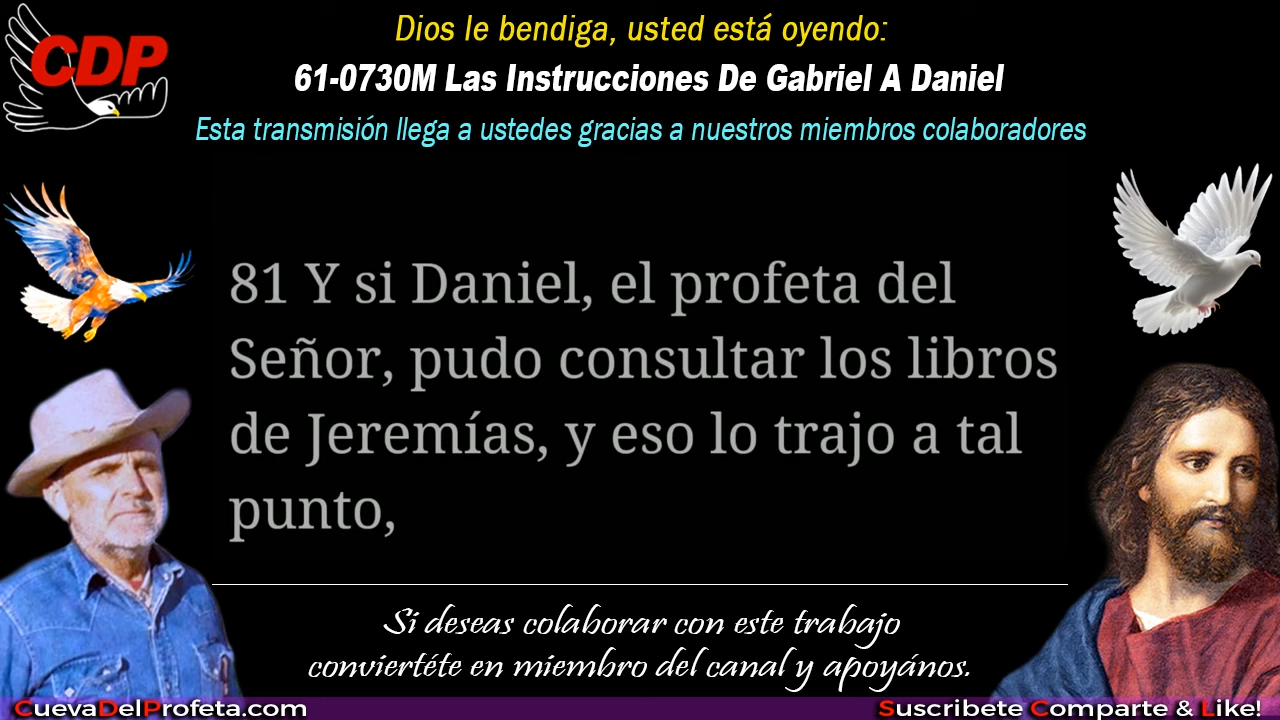 CDP
Dios le bendiga, usted está oyendo:
61-0730M Las Instrucciones De Gabriel A Daniel
Esta transmisión llega a ustedes gracias a nuestros miembros colaboradores
81 Y si Daniel, el profeta del
Señor, pudo consultar los libros
de Jeremías, y eso lo trajo a tal
punto,
Si deseas colaborar con este trabajo
conviertéte en miembro del canal y apoyános.
CuevaDelProfeta.com
Suscribete Comparte & Like!